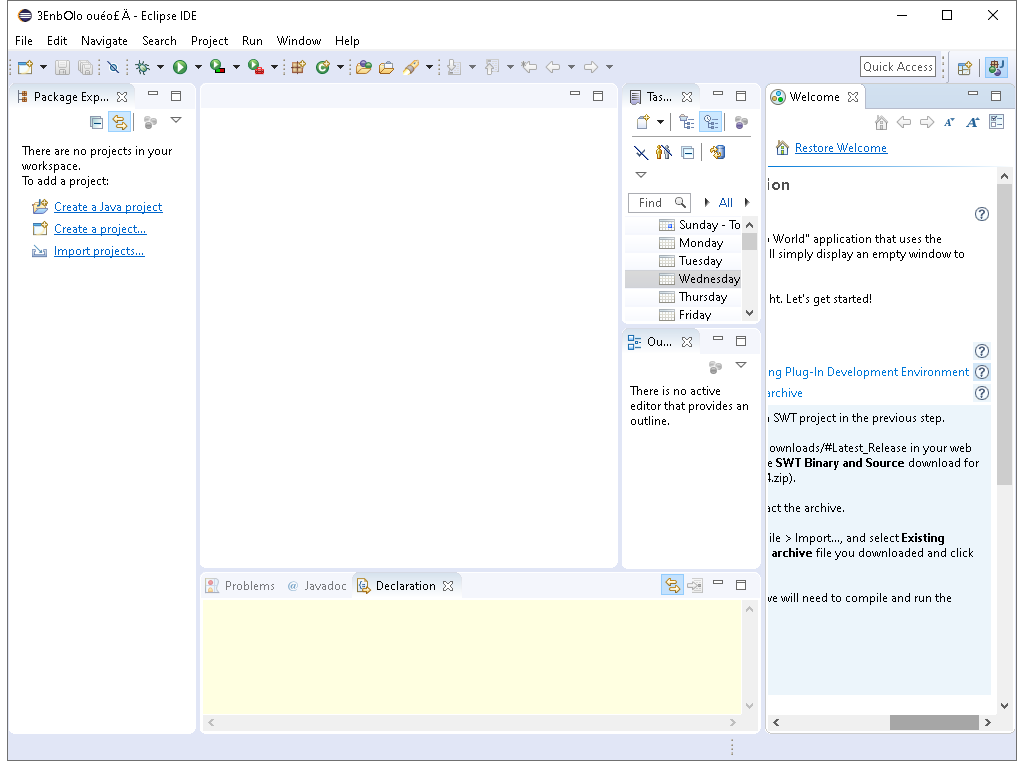 3EnbOlo ouéo£Ä - Eclipse IDE
File Edit Navigate Search Project Run Window Help
Quick Access
Package Exp...
There are no projects in your
workspace.
To add a project:
Create a Java project
Create a project...
Import projects...
Tas...
Find
All
Sunday - To
Monday
Tuesday
Wednesday
Thursday
Friday
Ou...
There is no active
editor that provides an
outline.
Problems @ Javadoc Declaration
Welcome
Restore Welcome
ion
World" application that uses the
ll simply display an empty window to
ht. Let's get started!
ng Plug-In Development Environment
archive
SWT project in the previous step.
ownloads/#Latest_Release in your web
e SWT Binary and Source download for
4.zip).
act the archive.
ile > Import..., and select Existing
archive file you downloaded and click
we will need to compile and run the